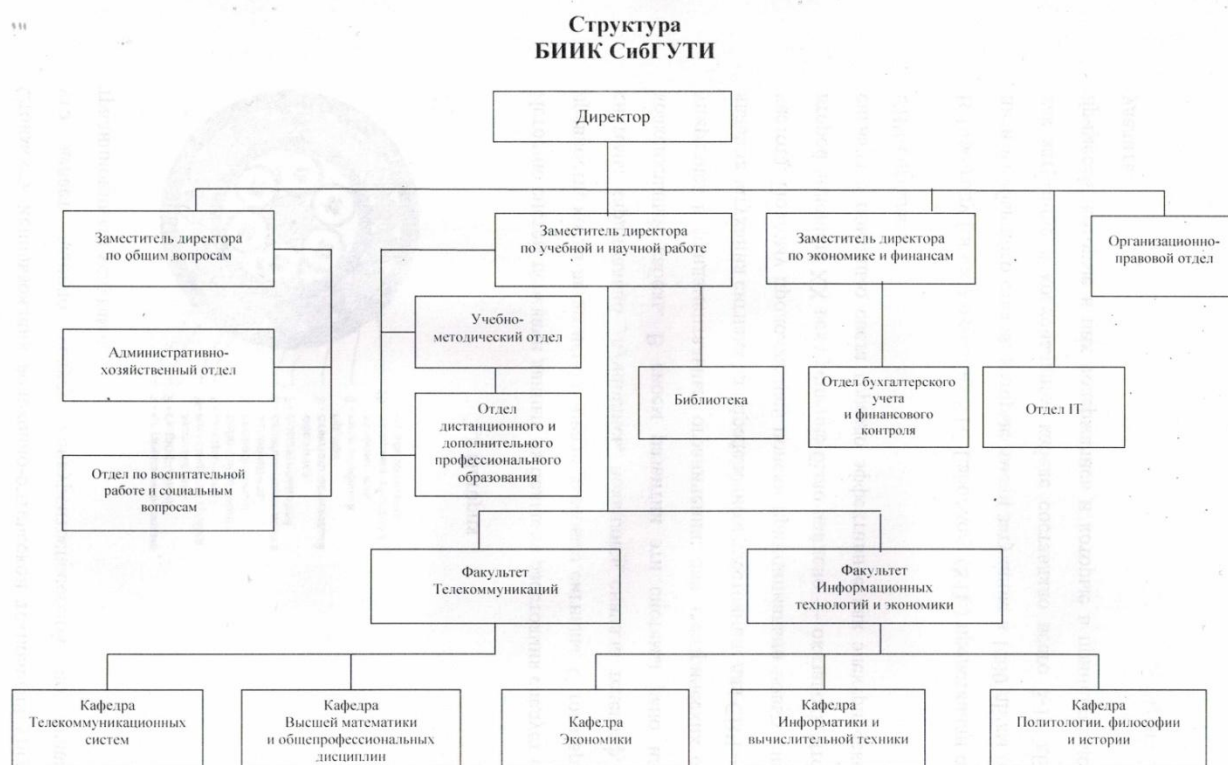 Структура
БИИК СибГУТИ
Директор
Заместитель директора
по общим вопросам
Заместитель директора
по учебной и научной работе
Заместитель директора
по экономике и финансам
Организационно-
правовой отдел
Административно-
хозяйственный отдел
Учебно-
методический отдел
Библиотека
Отдел бухгалтерского
учета
и финансового
контроля
Отдел IT
Отдел
дистанционного и
дополнительного
профессионального
образования
Отдел по воспитательной
работе и социальным
вопросам
Факультет
Телекоммуникаций
Факультет
Информационных
технологий и экономики
Кафедра
Телекоммуникационных
систем
Кафедра
Высшей математики
и общепрофессиональных
дисциплин
Кафедра
Экономики
Кафедра
Информатики и
вычислительной техники
Кафедра
Политологии, философии
и истории